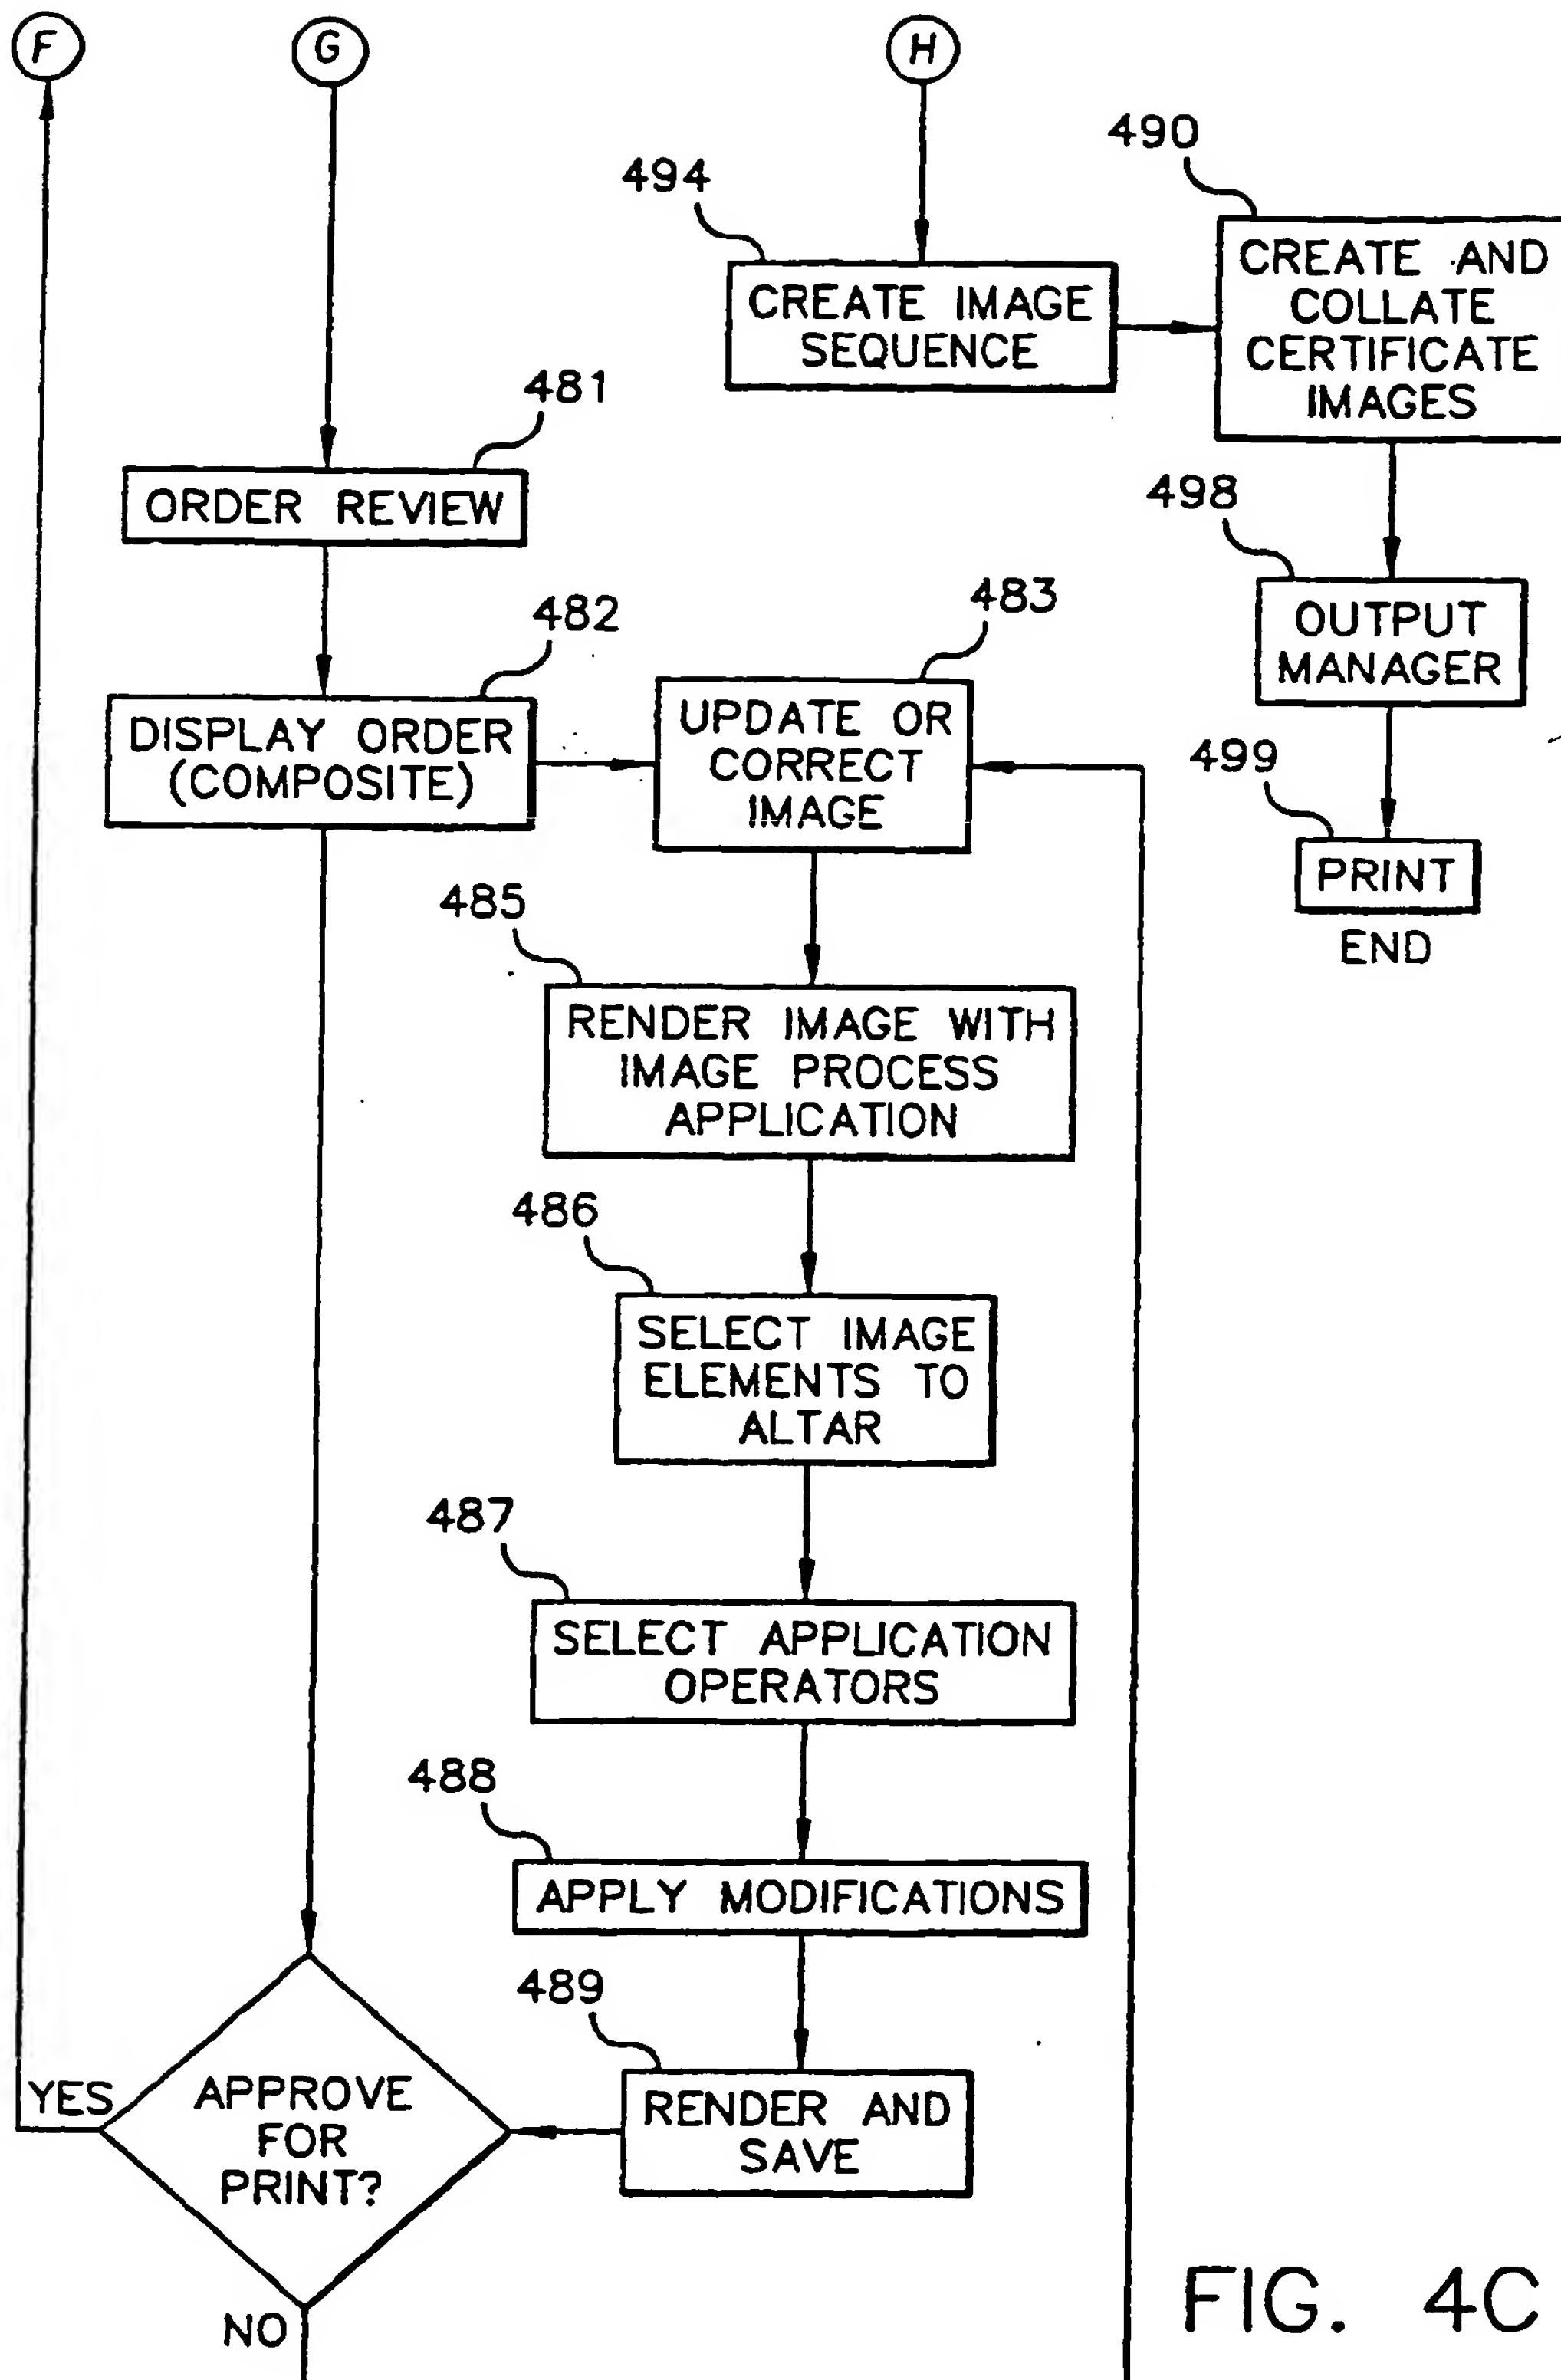 F
G
H
490
494
CREATE AND
COLLATE
CERTIFICATE
IMAGES
CREATE IMAGE
SEQUENCE
481
ORDER REVIEW
498
OUTPUT
MANAGER
482
483
DISPLAY ORDER
(COMPOSITE)
UPDATE OR
CORRECT
IMAGE
499
PRINT
END
485
RENDER IMAGE WITH
IMAGE PROCESS
APPLICATION
486
SELECT IMAGE
ELEMENTS TO
ALTAR
487
SELECT APPLICATION
OPERATORS
488
APPLY MODIFICATIONS
489
RENDER AND
SAVE
YES
APPROVE
FOR
PRINT?
NO
FIG. 4C